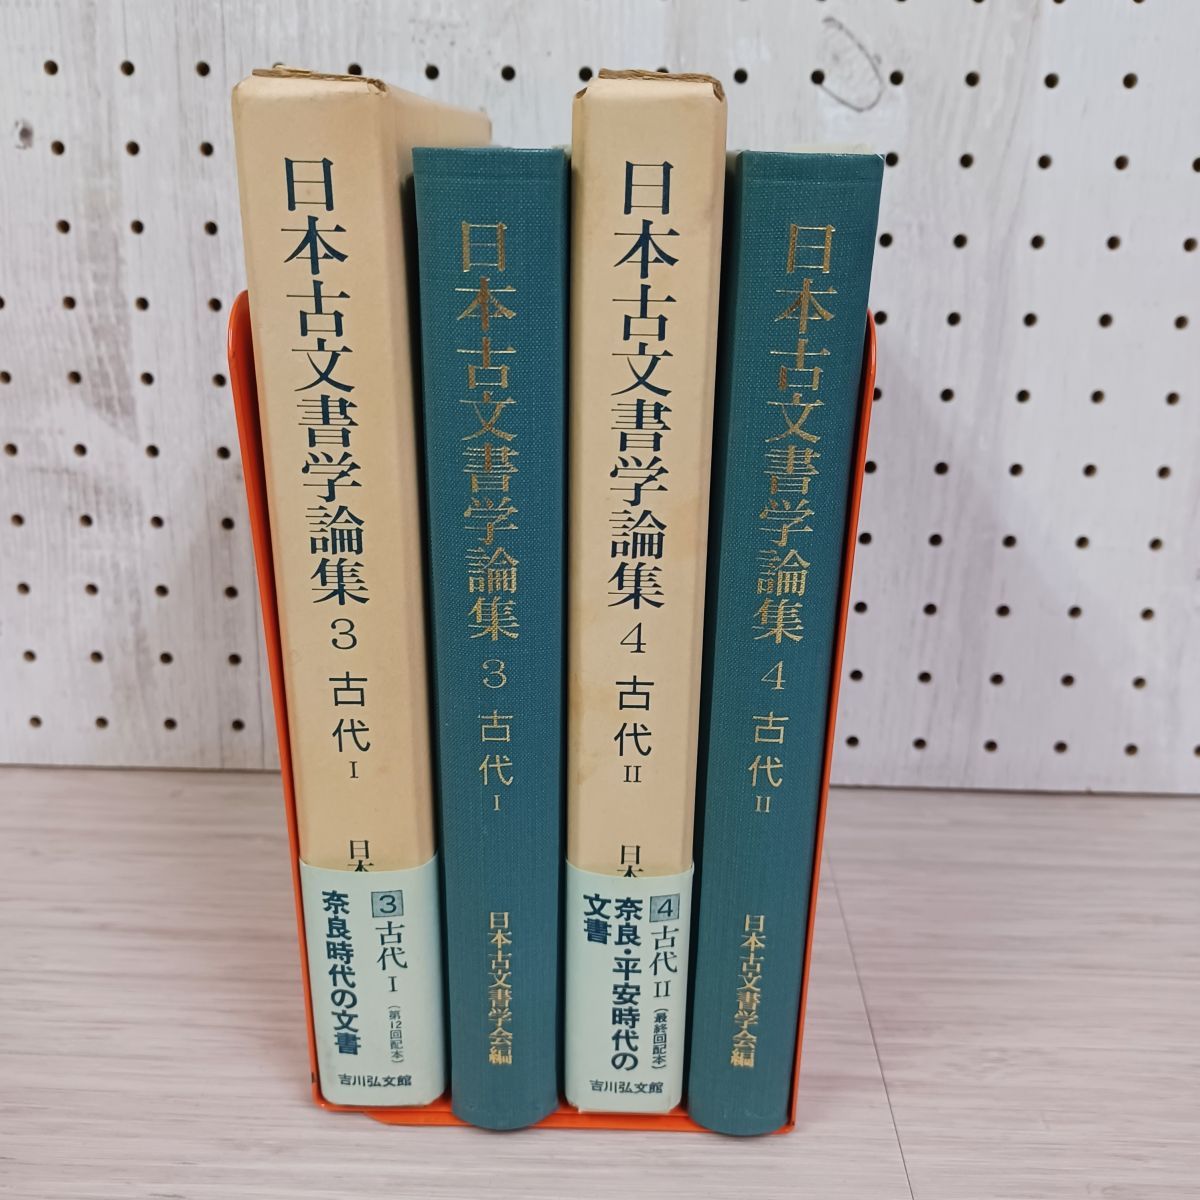 日本古文書学論集 3 古代 I
日本
3 古代 I (第12回配本)
奈良時代の文書
吉川弘文館
日本古文書学論集 3 古代 I
日本古文書学会編
日本古文書学論集 4 古代 II
日本
4 古代 II (最終回配本)
奈良・平安時代の
文書
吉川弘文館
日本古文書学論集 4 古代 II
日本古文書学会編